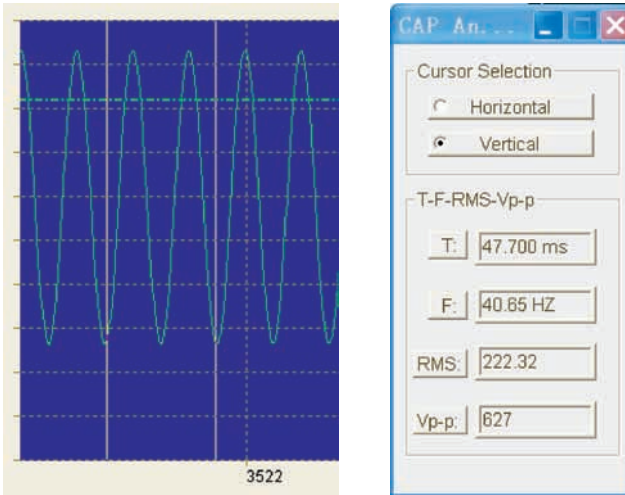 3522
CAP An...
Cursor Selection
Horizontal
Vertical
T-F-RMS-Vp-p
T: 47.700 ms
F: 40.65 HZ
RMS: 222.32
Vp-p: 627